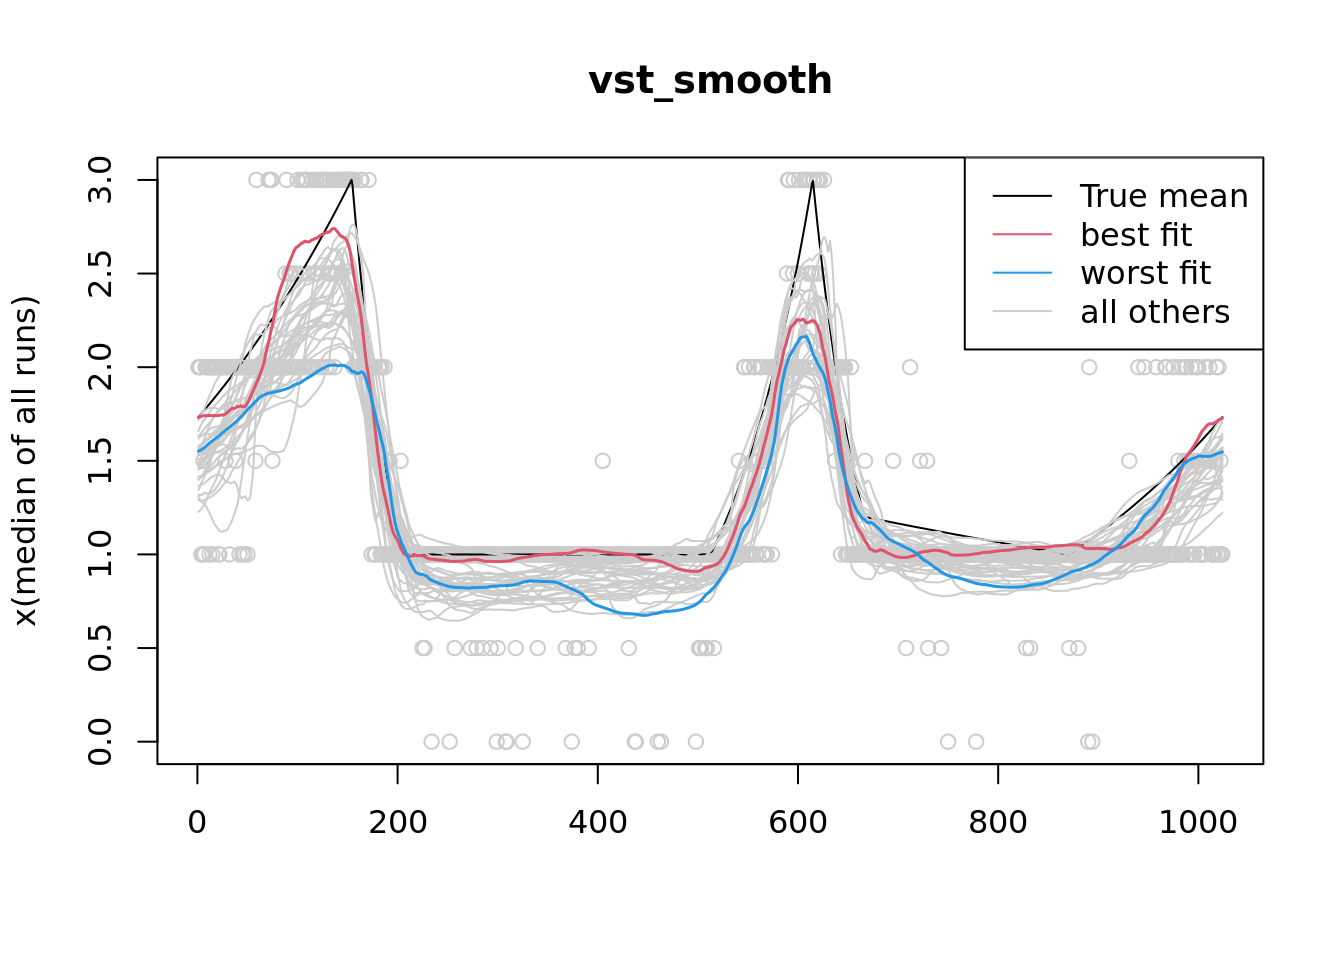 vst_smooth
x(median of all runs)
3.0
2.5
2.0
1.5
1.0
0.5
0.0
True mean
best fit
worst fit
all others
0 200 400 600 800 1000